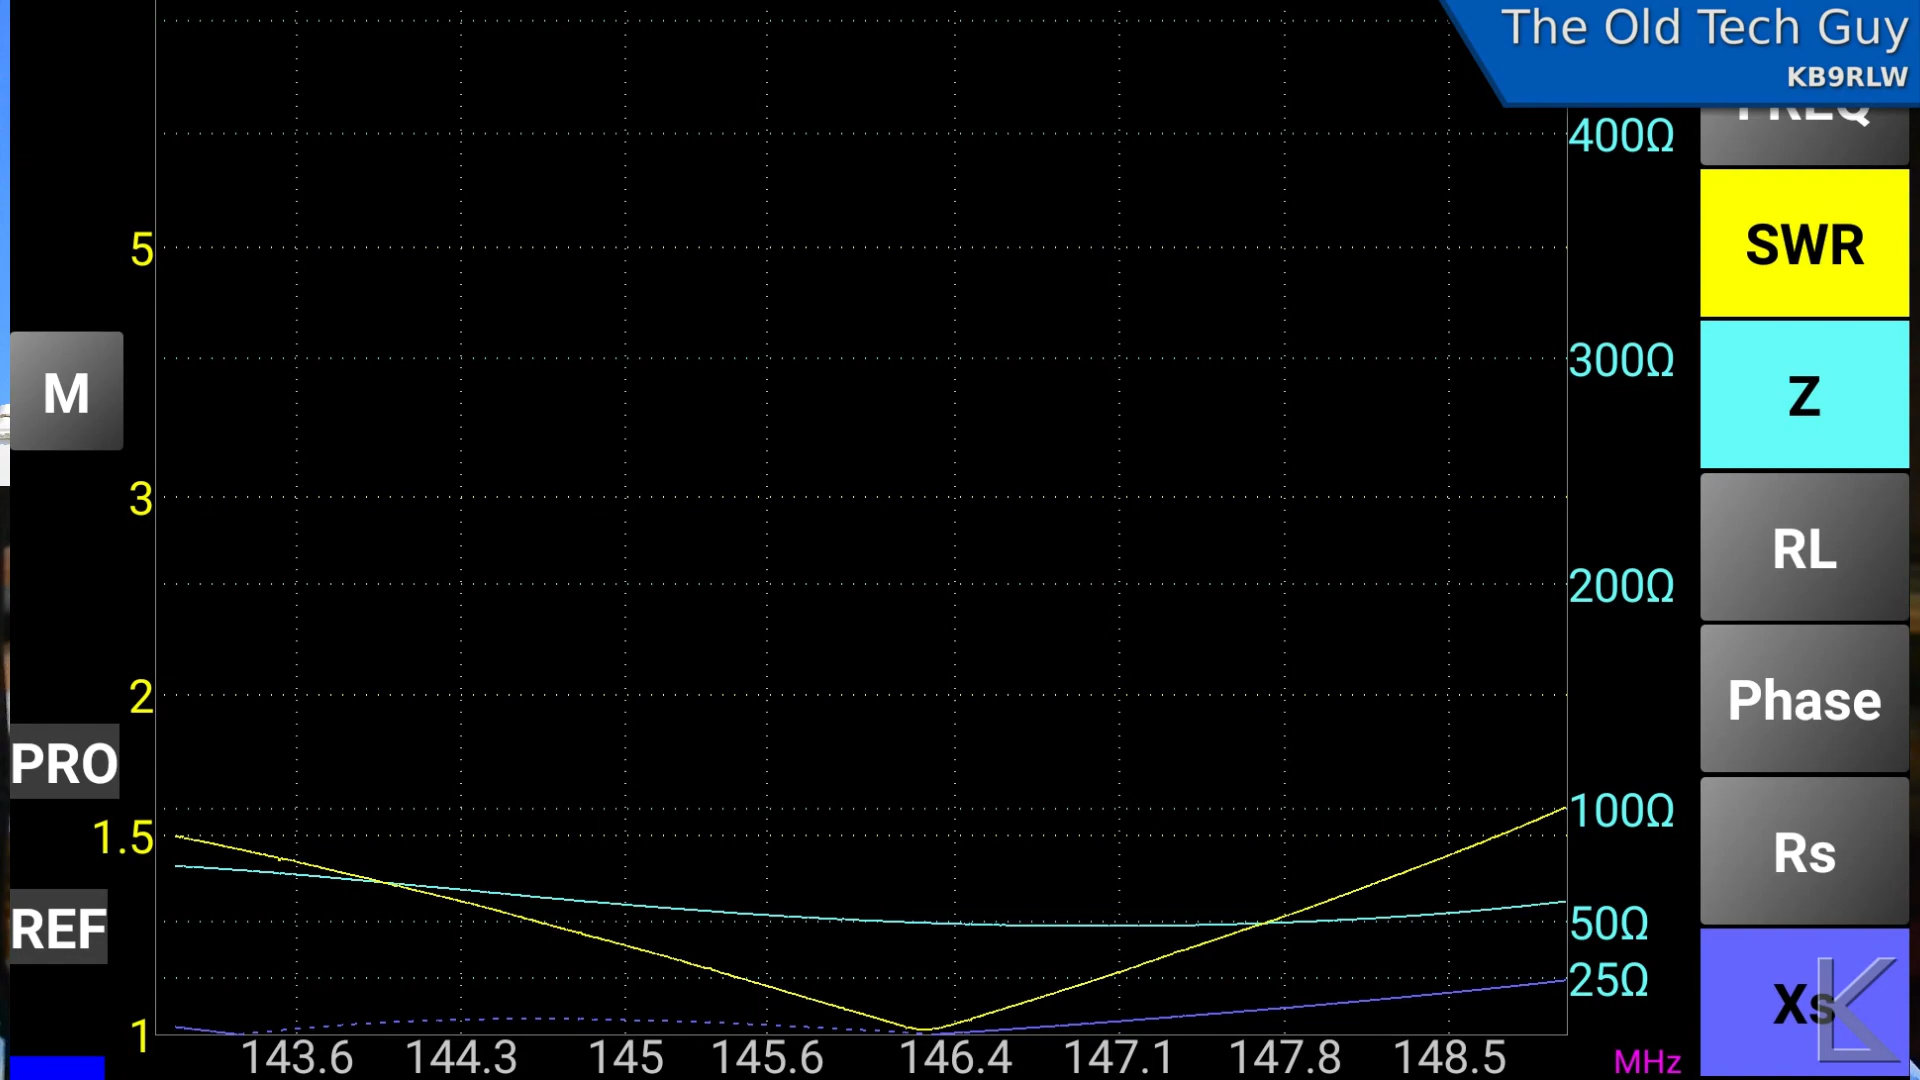 The Old Tech Guy
KB9RLW
FREQ
400Ω
5
SWR
M
300Ω
Z
3
RL
200Ω
2
Phase
PRO
1.5
100Ω
Rs
REF
50Ω
25Ω
Xs
1
143.6 144.3 145 145.6 146.4 147.1 147.8 148.5 MHz